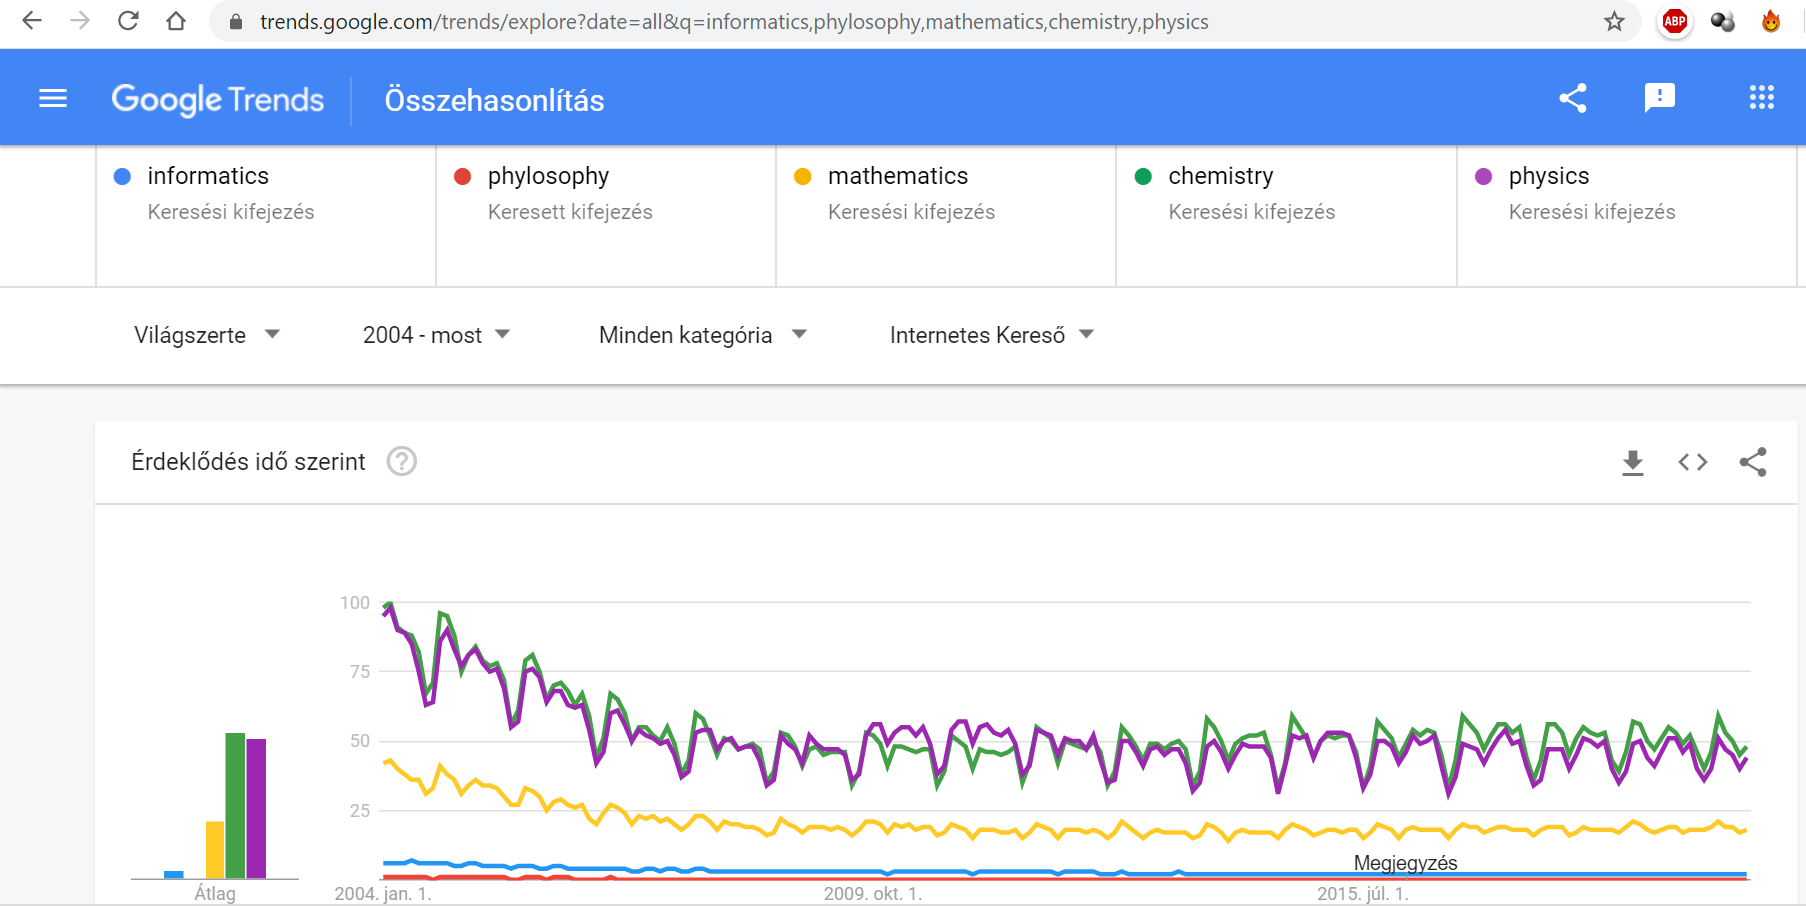 trends.google.com/trends/explore?date=all&q=informatics,phylosophy,mathematics,chemistry,physics
ABP
Google Trends Összehasonlítás
informatics
Keresési kifejezés
phylosophy
Keresett kifejezés
mathematics
Keresési kifejezés
chemistry
Keresési kifejezés
physics
Keresési kifejezés
Világszerte 2004 - most Minden kategória Internetes Kereső
Érdeklődés idő szerint ?
100
75
50
25
Megjegyzés
Átlag 2004. jan. 1. 2009. okt. 1. 2015. júl. 1.